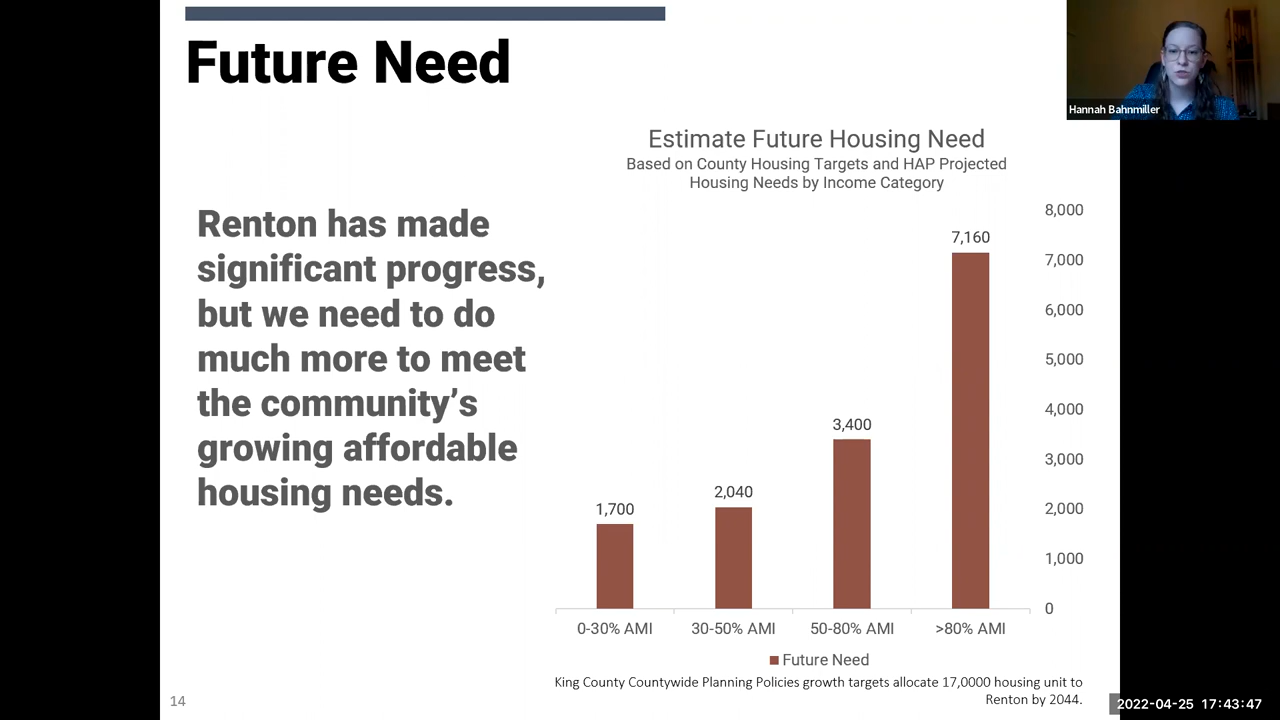 Future Need
Hannah Bahnmiller
Estimate Future Housing Need
Based on County Housing Targets and HAP Projected
Housing Needs by Income Category
Renton has made
significant progress,
but we need to do
much more to meet
the community's
growing affordable
housing needs.
8,000
7,000
6,000
5,000
4,000
3,000
2,000
1,000
0
1,700
2,040
3,400
7,160
0-30% AMI 30-50% AMI 50-80% AMI >80% AMI
Future Need
King County Countywide Planning Policies growth targets allocate 17,0000 housing unit to
Renton by 2044.
14
2022-04-25 17:43:47